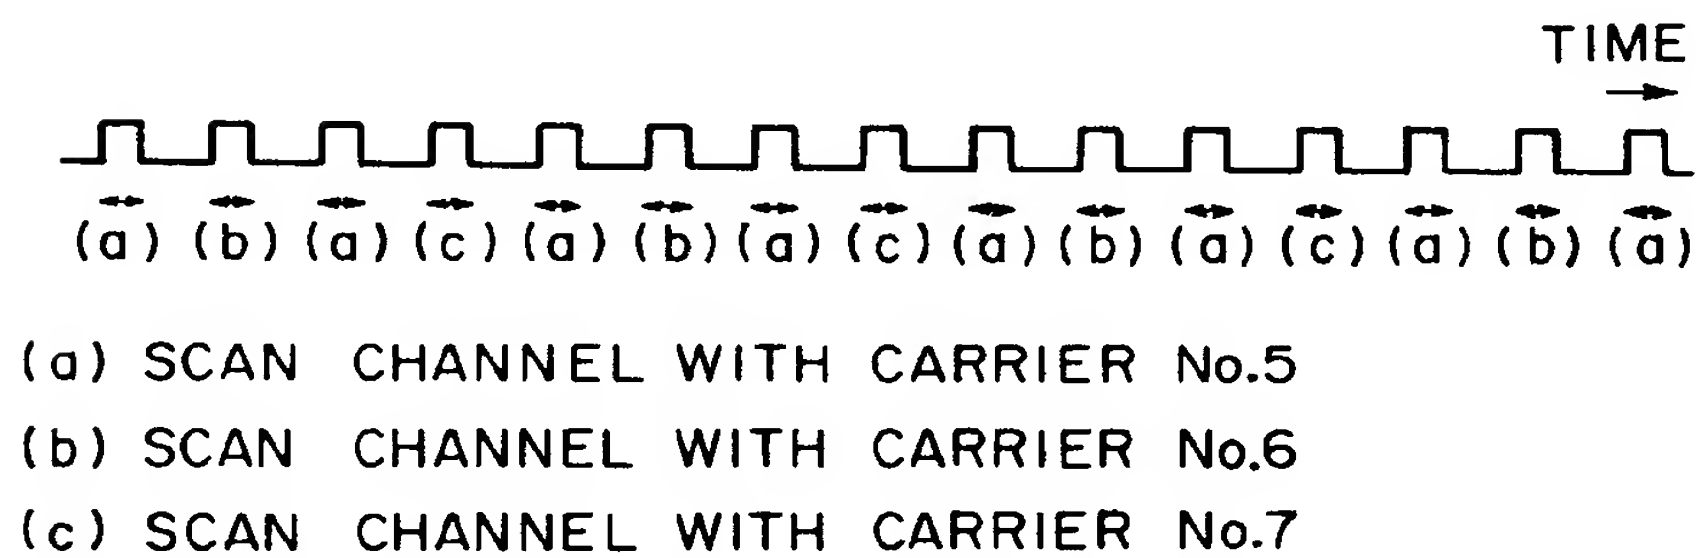 TIME
(a) (b) (a) (c) (a) (b) (a) (c) (a) (b) (a) (c) (a) (b) (a)
(a) SCAN CHANNEL WITH CARRIER No.5
(b) SCAN CHANNEL WITH CARRIER No.6
(c) SCAN CHANNEL WITH CARRIER No.7